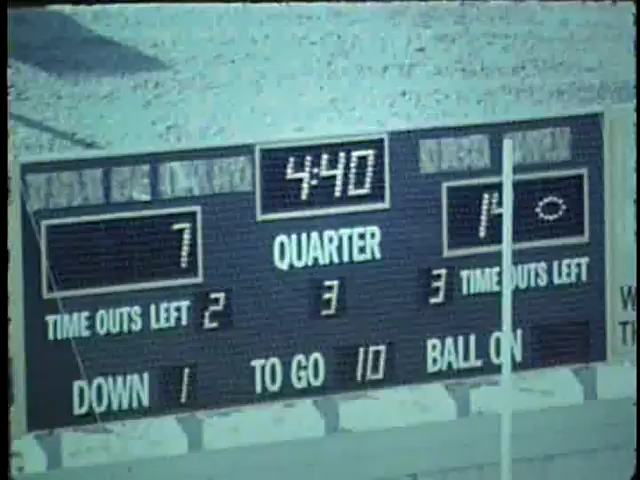 4:40
7 QUARTER 14
TIME OUTS LEFT 2 3 3 TIME OUTS LEFT
DOWN 1 TO GO 10 BALL ON